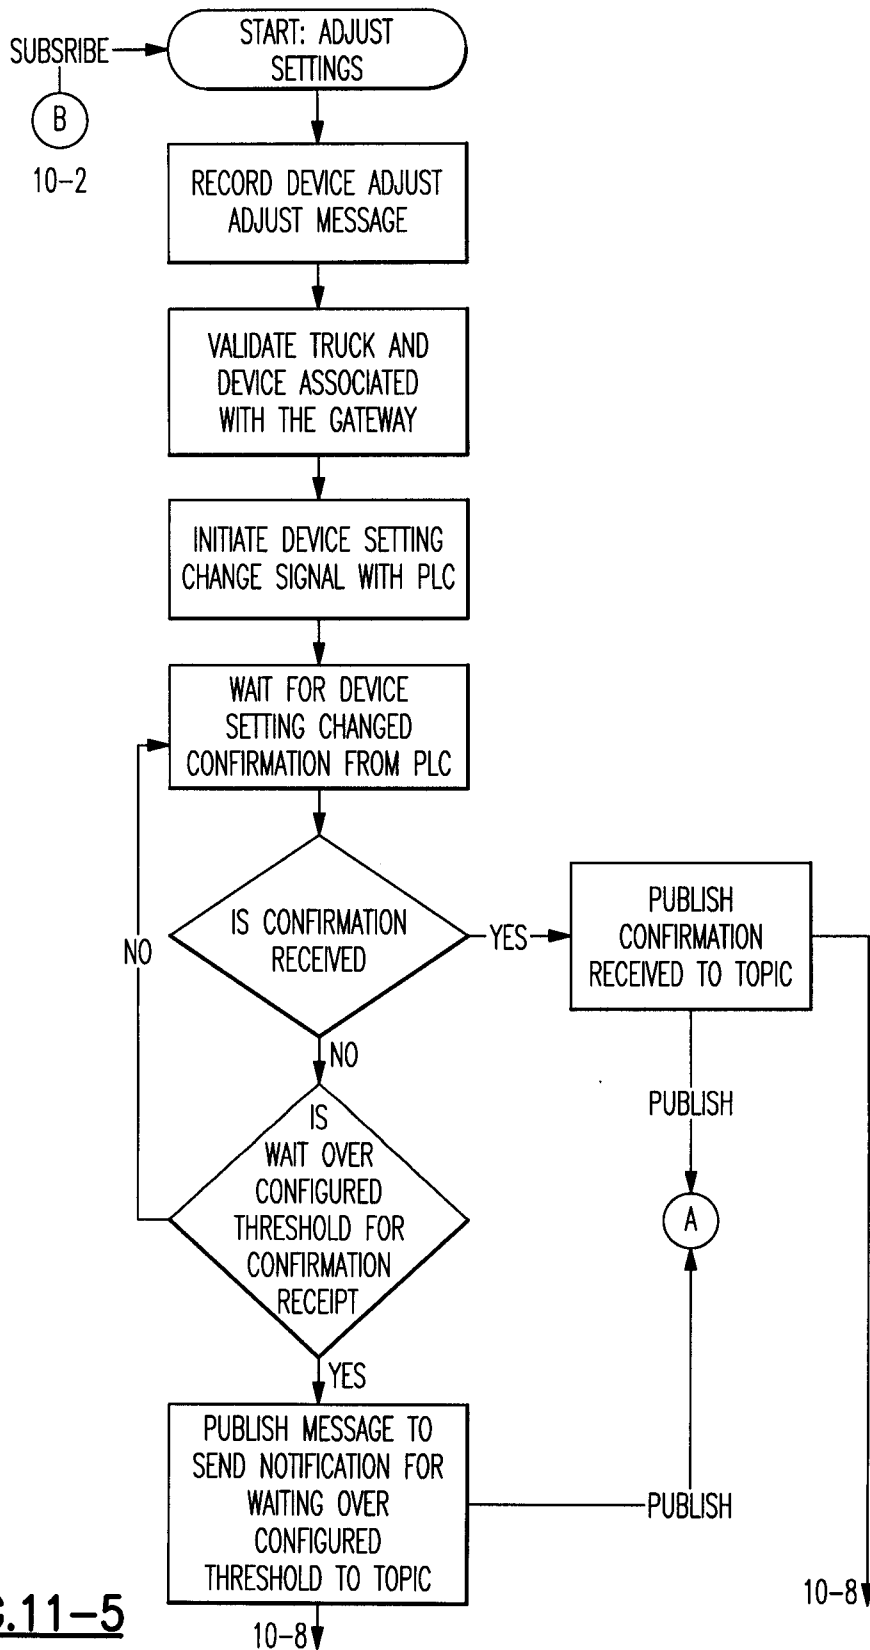 START: ADJUST
SETTINGS
SUBSRIBE
B
10-2
RECORD DEVICE ADJUST
ADJUST MESSAGE
VALIDATE TRUCK AND
DEVICE ASSOCIATED
WITH THE GATEWAY
INITIATE DEVICE SETTING
CHANGE SIGNAL WITH PLC
WAIT FOR DEVICE
SETTING CHANGED
CONFIRMATION FROM PLC
IS CONFIRMATION
RECEIVED
YES
PUBLISH
CONFIRMATION
RECEIVED TO TOPIC
NO
NO
PUBLISH
A
IS
WAIT OVER
CONFIGURED
THRESHOLD FOR
CONFIRMATION
RECEIPT
YES
PUBLISH MESSAGE TO
SEND NOTIFICATION FOR
WAITING OVER
CONFIGURED
THRESHOLD TO TOPIC
PUBLISH
10-8
10-8
G.11-5